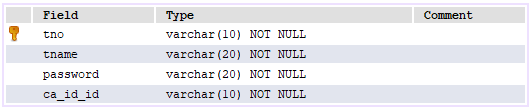 Field Type Comment
tno varchar(10) NOT NULL
tname varchar(20) NOT NULL
password varchar(20) NOT NULL
ca_id_id varchar(10) NOT NULL